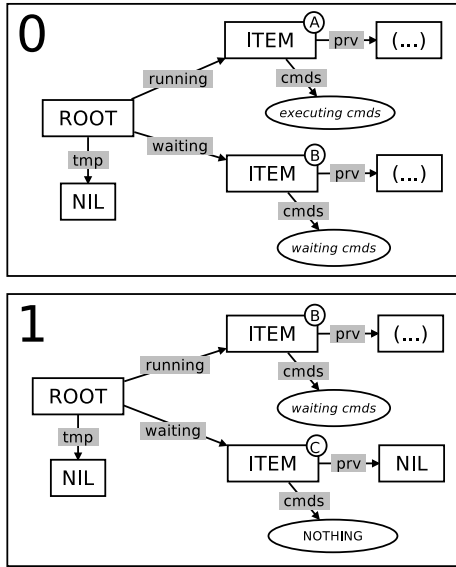 0
A
ITEM
prv
(...)
running
cmds
executing cmds
ROOT
waiting
B
ITEM
prv
(...)
tmp
NIL
cmds
waiting cmds
1
B
ITEM
prv
(...)
running
cmds
waiting cmds
ROOT
waiting
tmp
C
ITEM
prv
NIL
NIL
cmds
NOTHING